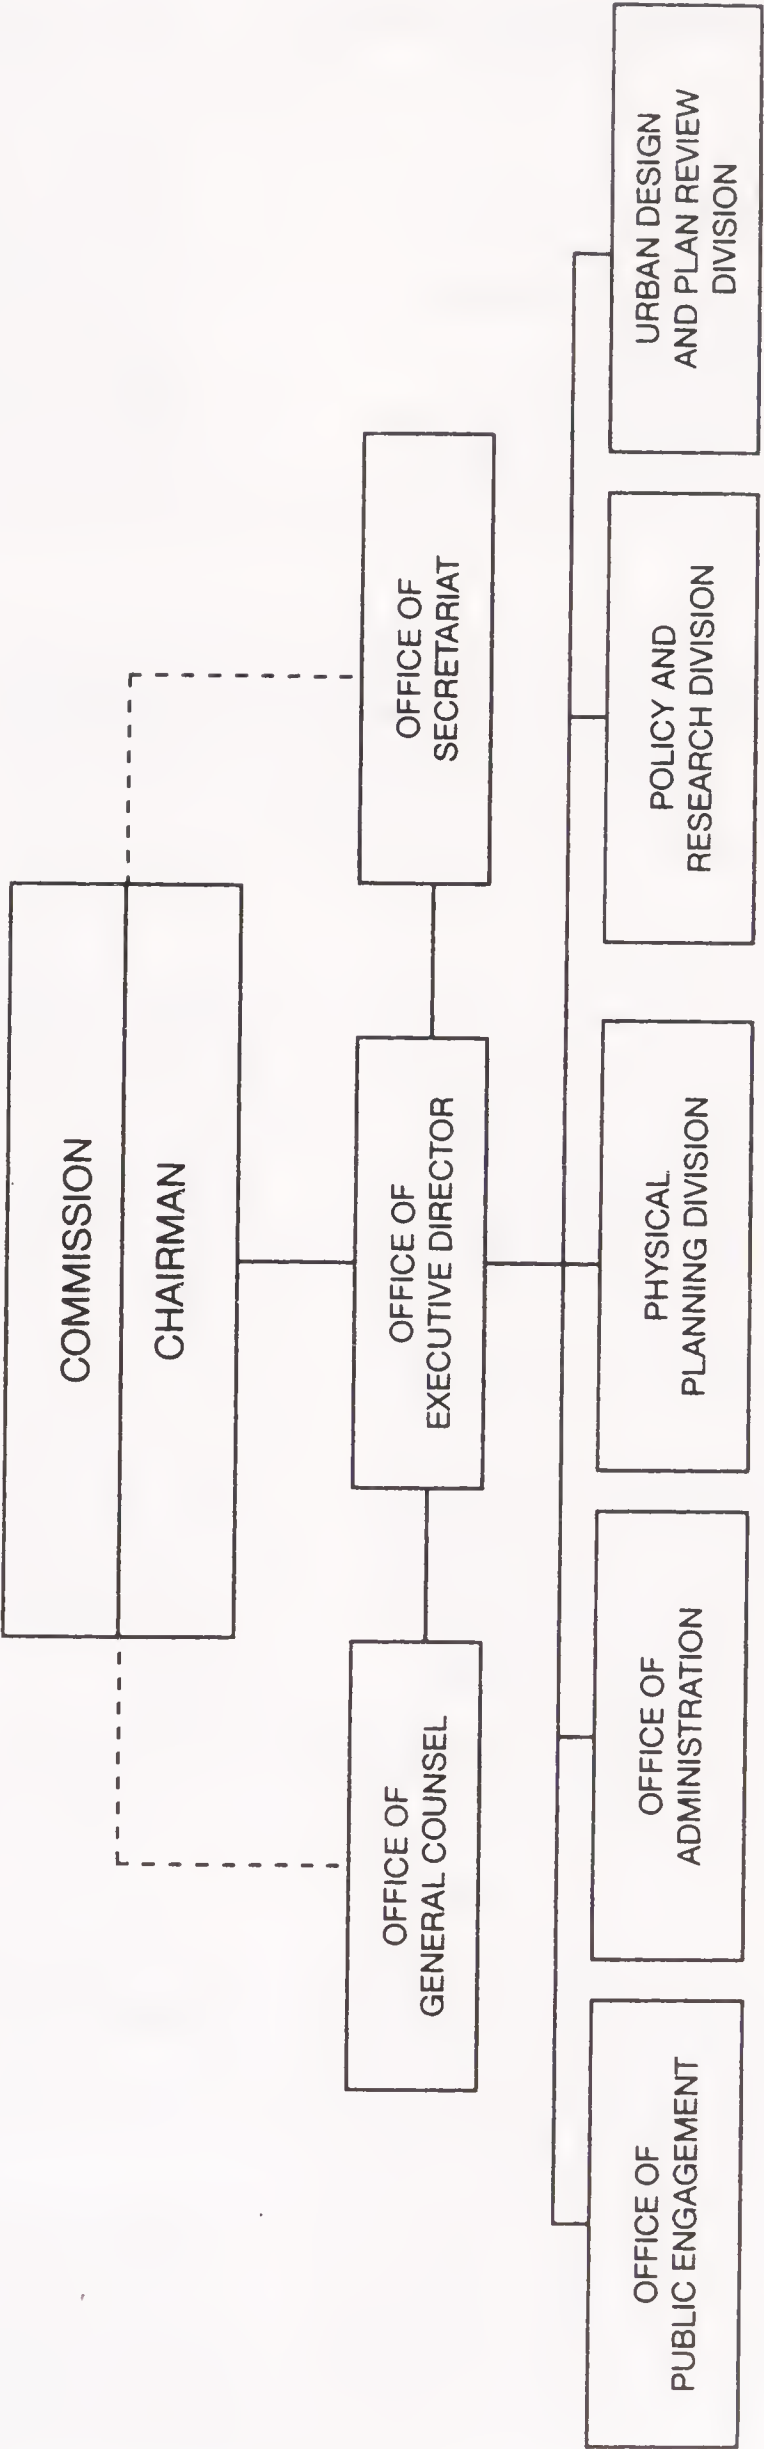 COMMISSION
CHAIRMAN
OFFICE OF
GENERAL COUNSEL
OFFICE OF
EXECUTIVE DIRECTOR
OFFICE OF
SECRETARIAT
OFFICE OF
PUBLIC ENGAGEMENT
OFFICE OF
ADMINISTRATION
PHYSICAL
PLANNING DIVISION
POLICY AND
RESEARCH DIVISION
URBAN DESIGN
AND PLAN REVIEW
DIVISION